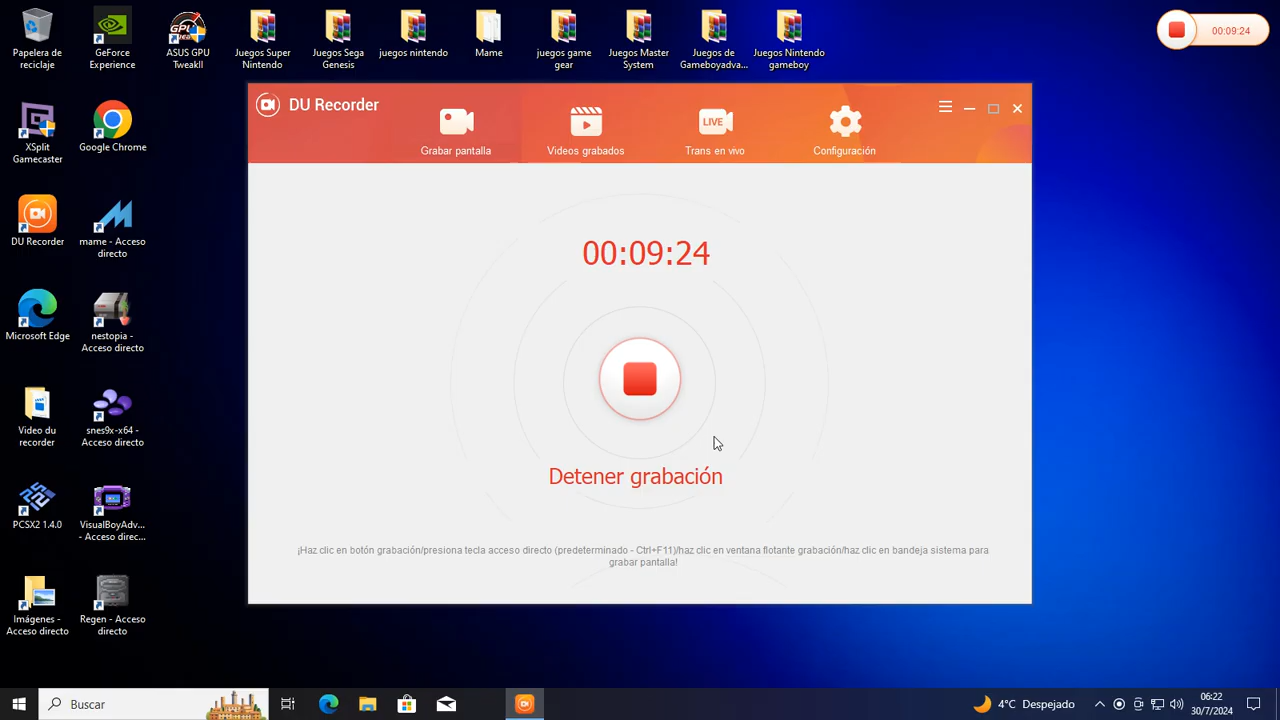 Papelera de
reciclaje
GeForce
Experience
GPU
ASUS GPU
TweakII
Juegos Super
Nintendo
Juegos Sega
Genesis
juegos nintendo
Mame
juegos game
gear
Juegos Master
System
Juegos de
Gameboyadva...
Juegos Nintendo
gameboy
00:09:24
XSplit
Gamecaster
Google Chrome
DU Recorder
mame - Acceso
directo
Microsoft Edge
nestopia -
Acceso directo
Video du
recorder
snes9x-x64 -
Acceso directo
PCSX2 1.4.0
VisualBoyAdv...
- Acceso direc...
Imágenes -
Acceso directo
Regen - Acceso
directo
DU Recorder
Grabar pantalla
Videos grabados
LIVE
Trans en vivo
Configuración
00:09:24
Detener grabación
¡Haz clic en botón grabación/presiona tecla acceso directo (predeterminado - Ctrl+F11)/haz clic en ventana flotante grabación/haz clic en bandeja sistema para
grabar pantalla!
Buscar
4°C Despejado
06:22
30/7/2024